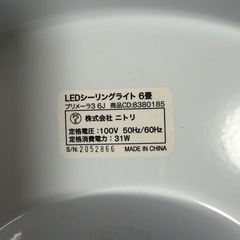 LEDシーリングライト 6畳
プリメーラ3 6J 商品CD:8380185
株式会社 ニトリ
定格電圧:100V 50Hz/60Hz
定格消費電力:31W
MADE IN CHINA
S/N:2052866